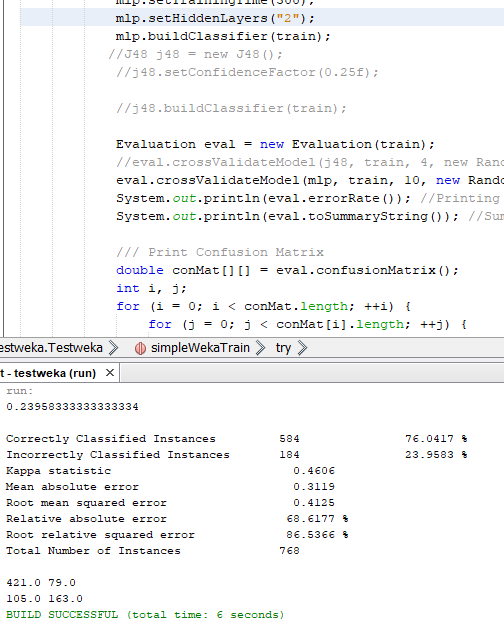 mlp.setTrainingTime(500);
mlp.setHiddenLayers("2");
mlp.buildClassifier(train);
//J48 j48 = new J48();
//j48.setConfidenceFactor(0.25f);
//j48.buildClassifier(train);
Evaluation eval = new Evaluation(train);
//eval.crossValidateModel(j48, train, 4, new Rand
eval.crossValidateModel(mlp, train, 10, new Rando
System.out.println(eval.errorRate()); //Printing
System.out.println(eval.toSummaryString()); //Sum
/// Print Confusion Matrix
double conMat[][] = eval.confusionMatrix();
int i, j;
for (i = 0; i < conMat.length; ++i) {
for (j = 0; j < conMat[i].length; ++j) {
estweka.Testweka simpleWekaTrain try
t - testweka (run)
run:
0.23958333333333334
Correctly Classified Instances 584 76.0417 %
Incorrectly Classified Instances 184 23.9583 %
Kappa statistic 0.4606
Mean absolute error 0.3119
Root mean squared error 0.4125
Relative absolute error 68.6177 %
Root relative squared error 86.5366 %
Total Number of Instances 768
421.0 79.0
105.0 163.0
BUILD SUCCESSFUL (total time: 6 seconds)